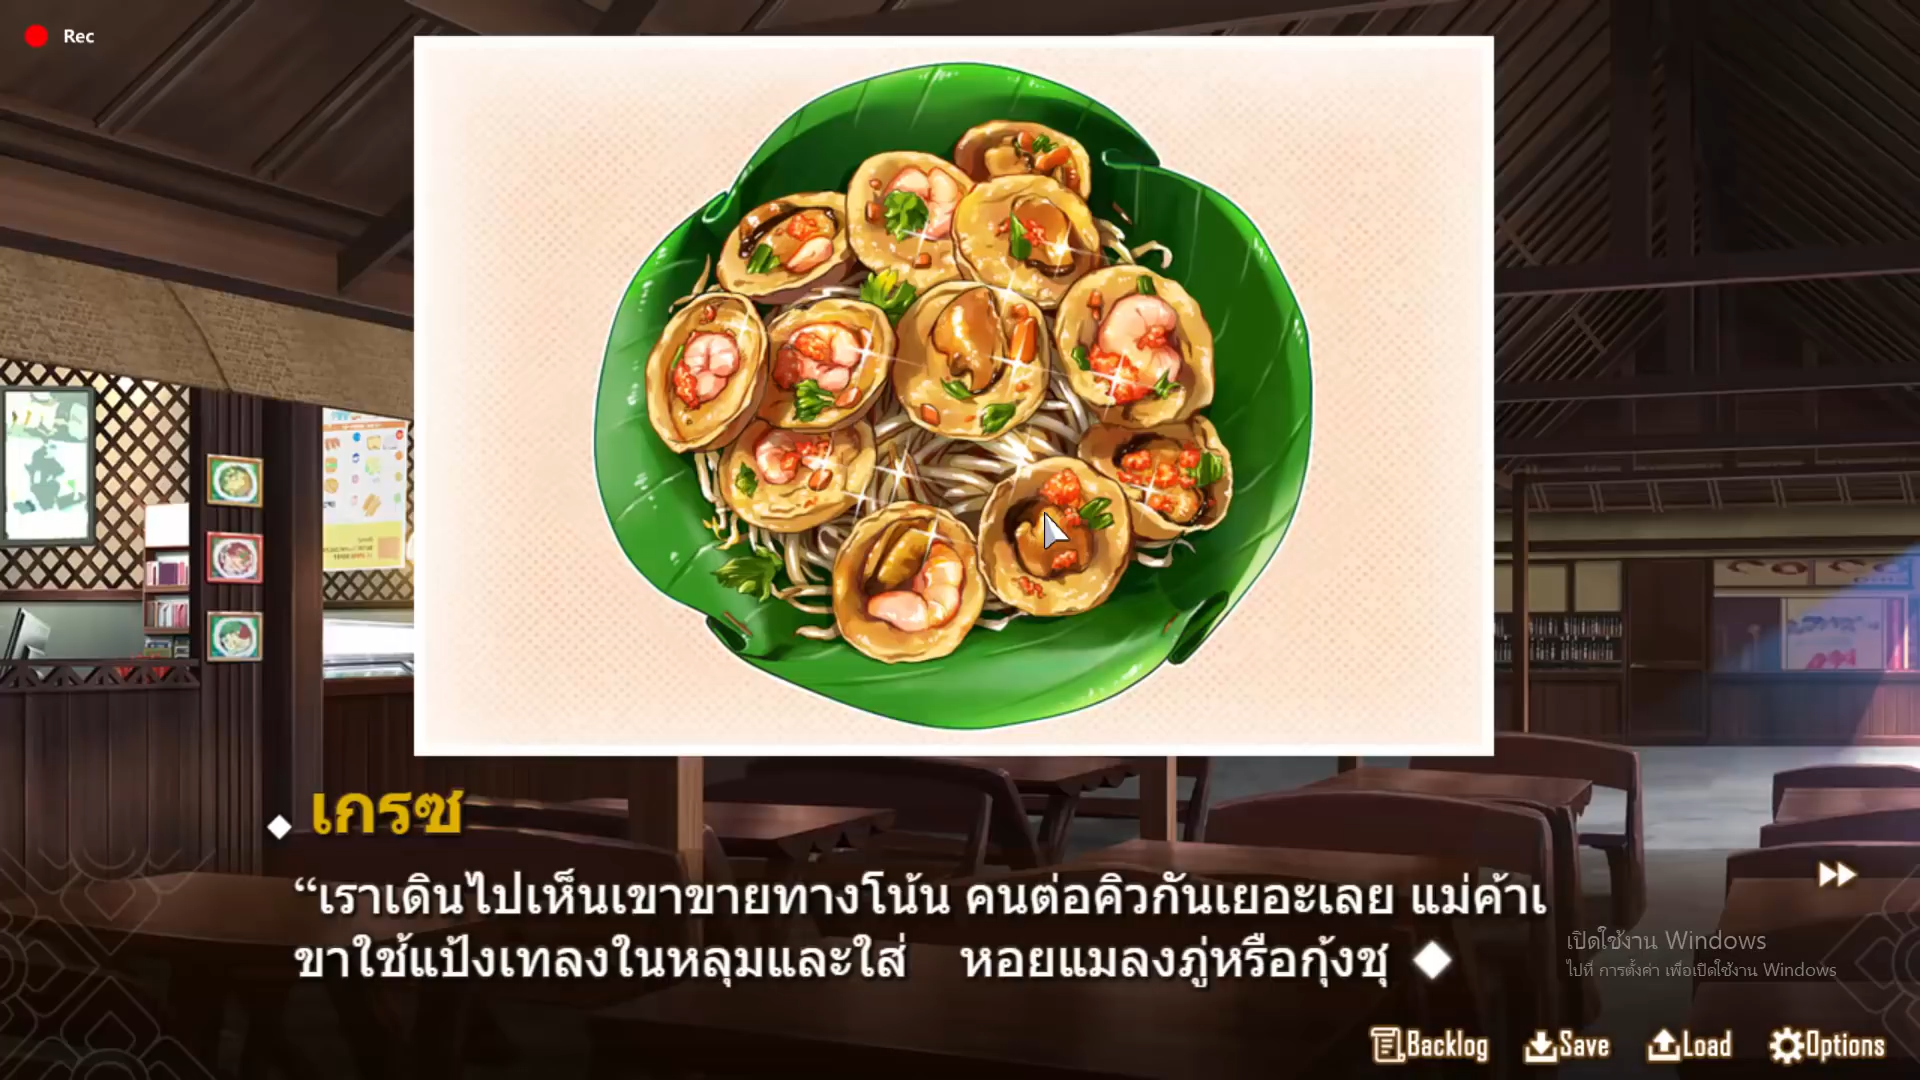 Rec
เกรซ
“เราเดินไปเห็นเขาขายทางโน้น คนต่อคิวกันเยอะเลย แม่ค้าเ
ขาใช้แป้งเทลงในหลุมและใส่ หอยแมลงภู่หรือกุ้งชุ
เปิดใช้งาน Windows
ไปที่ การตั้งค่า เพื่อเปิดใช้งาน Windows
Backlog Save Load Options